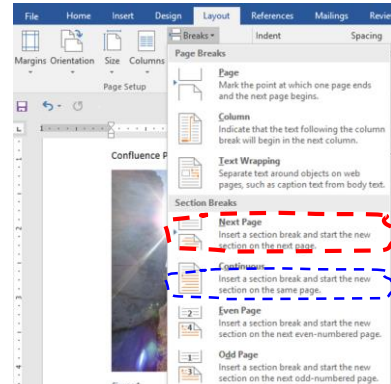 File Home Insert Design Layout References Mailings Revie
Breaks Indent Spacing
Margins Orientation Size Columns
Page Setup
Page Breaks
Page
Mark the point at which one page ends
and the next page begins.
Column
Indicate that the text following the column
break will begin in the next column.
Text Wrapping
Separate text around objects on web
pages, such as caption text from body text.
Section Breaks
Next Page
Insert a section break and start the new
section on the next page.
Continuous
Insert a section break and start the new
section on the same page.
Even Page
Insert a section break and start the new
section on the next even-numbered page.
Odd Page
Insert a section break and start the new
section on the next odd-numbered page.
Confluence P